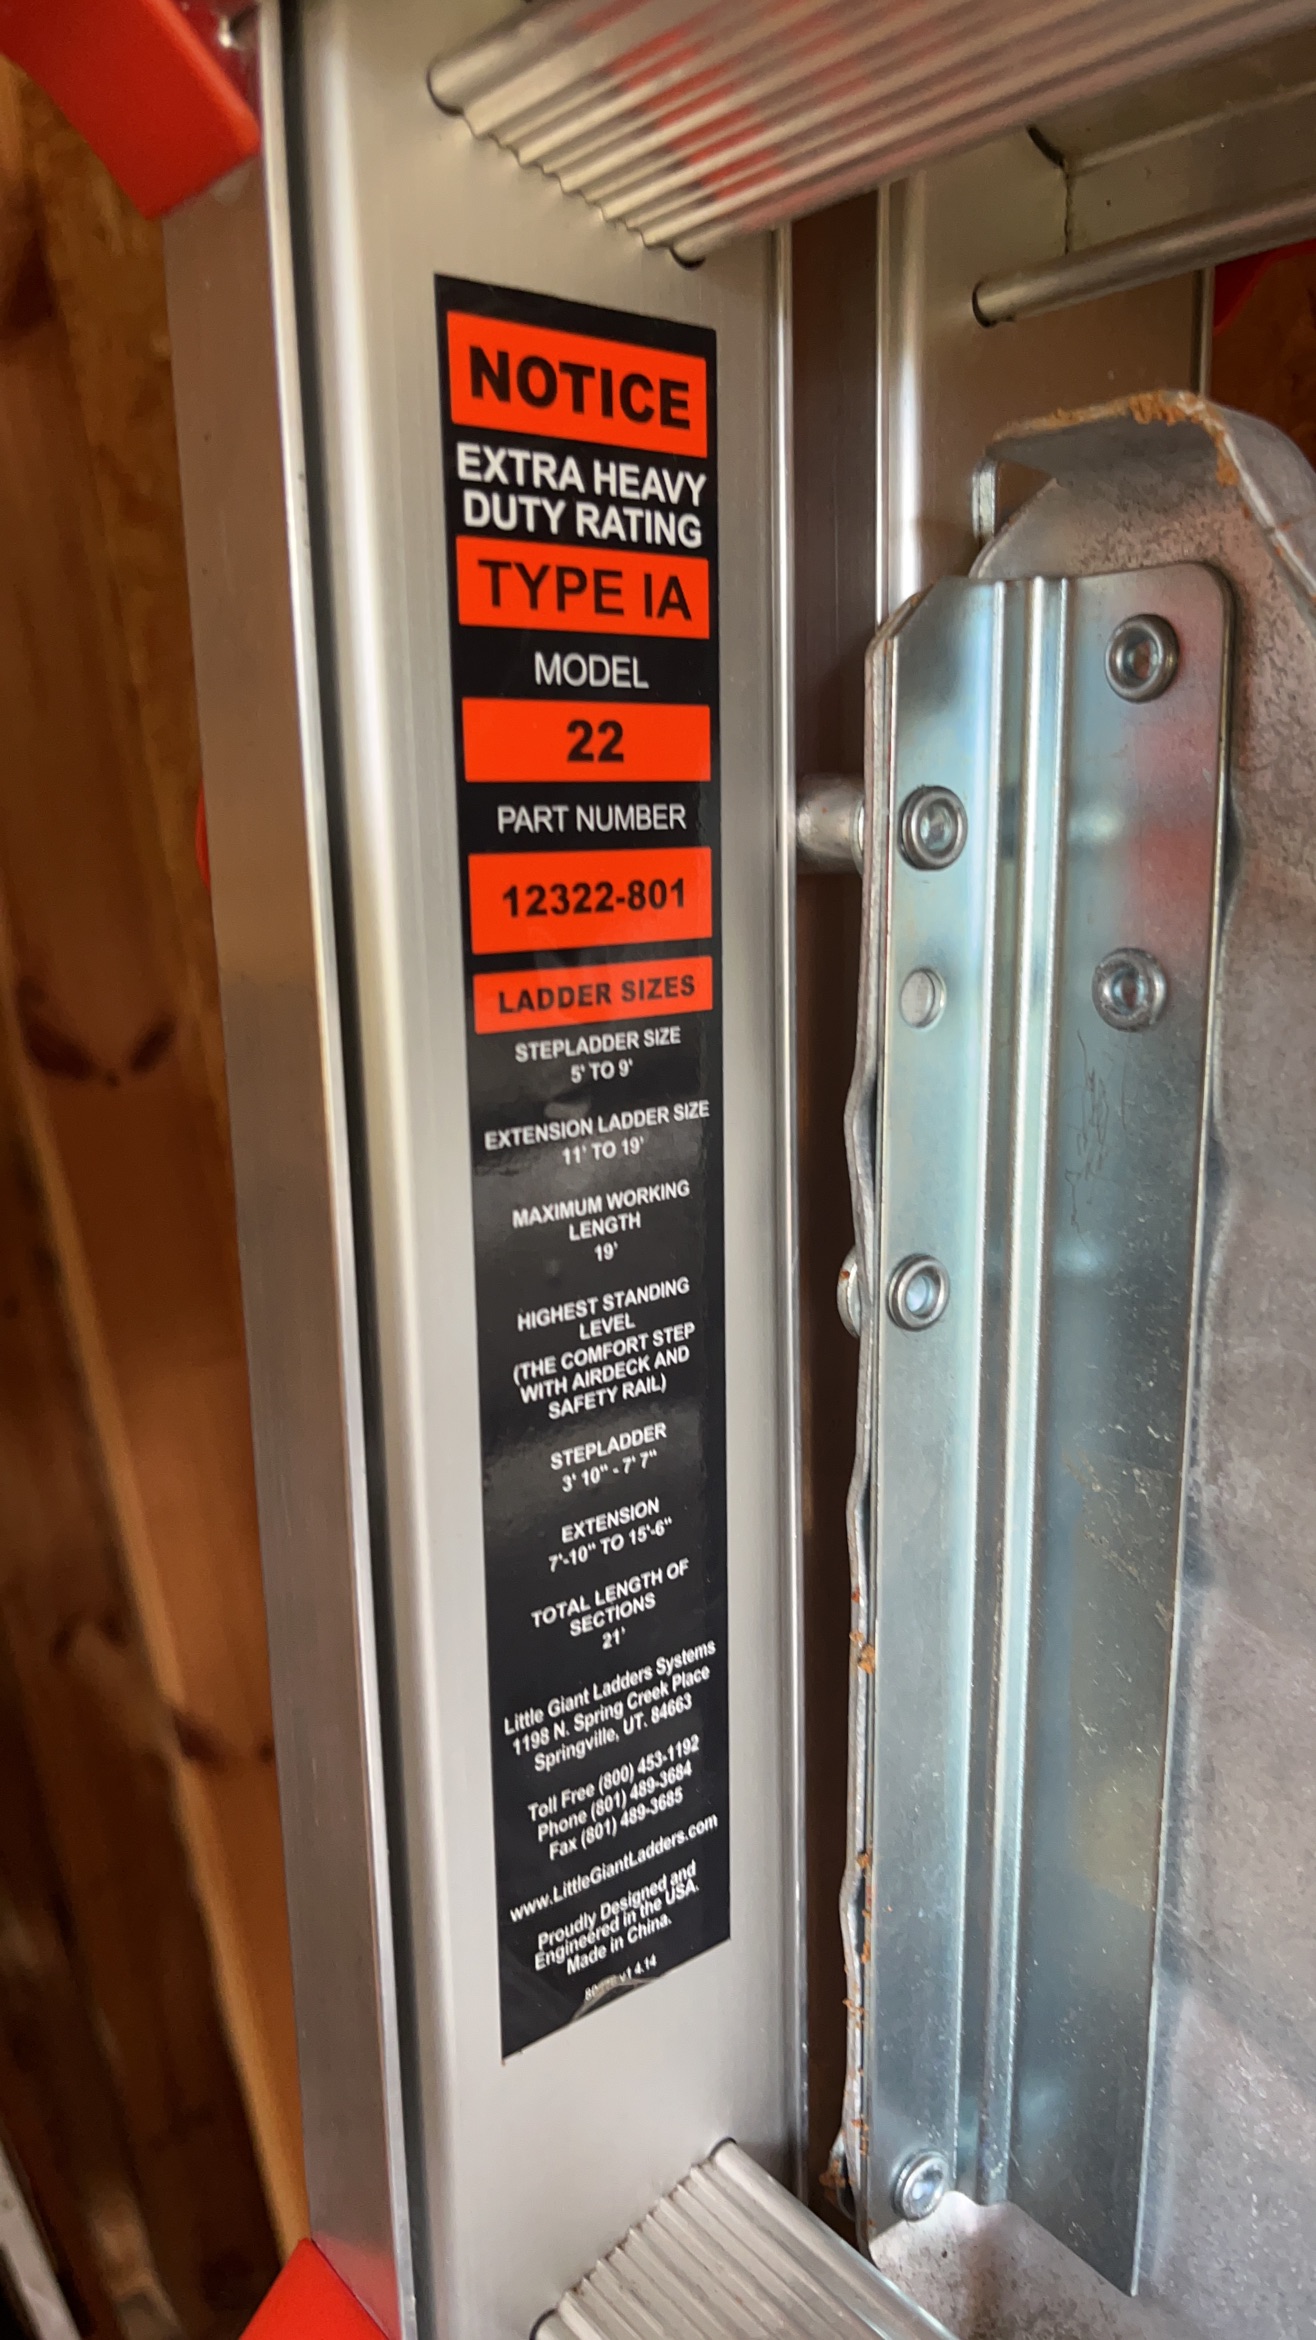 NOTICE
EXTRA HEAVY
DUTY RATING
TYPE IA
MODEL
22
PART NUMBER
12322-801
LADDER SIZES
STEPLADDER SIZE
5' TO 9'
EXTENSION LADDER SIZE
11' TO 19'
MAXIMUM WORKING
LENGTH
19'
HIGHEST STANDING
LEVEL
(THE COMFORT STEP
WITH AIRDECK AND
SAFETY RAIL)
STEPLADDER
3' 10" - 7' 7"
EXTENSION
7'-10" TO 15'-6"
TOTAL LENGTH OF
SECTIONS
21'
Little Giant Ladders Systems
1198 N. Spring Creek Place
Springville, UT. 84663
Toll Free (800) 453-1192
Phone (801) 489-3684
Fax (801) 489-3685
www.LittleGiantLadders.com
Proudly Designed and
Engineered in the USA.
Made in China.
4.14